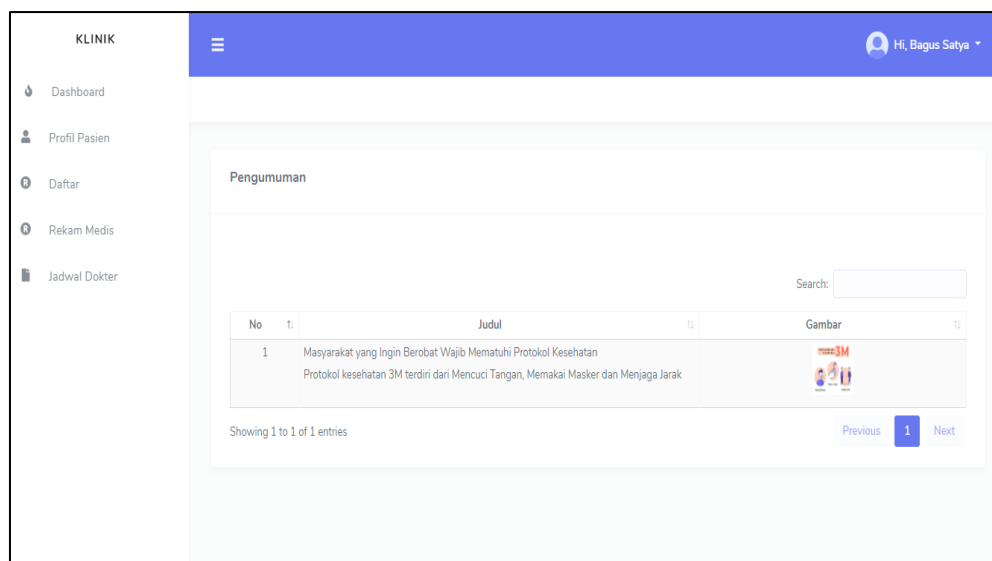 KLINIK
Hi, Bagus Satya
Dashboard
Profil Pasien
Daftar
Rekam Medis
Jadwal Dokter
Pengumuman
Search:
No Judul Gambar
1 Masyarakat yang Ingin Berobat Wajib Mematuhi Protokol Kesehatan
Protokol kesehatan 3M terdiri dari Mencuci Tangan, Memakai Masker dan Menjaga Jarak
3M
Showing 1 to 1 of 1 entries
Previous 1 Next